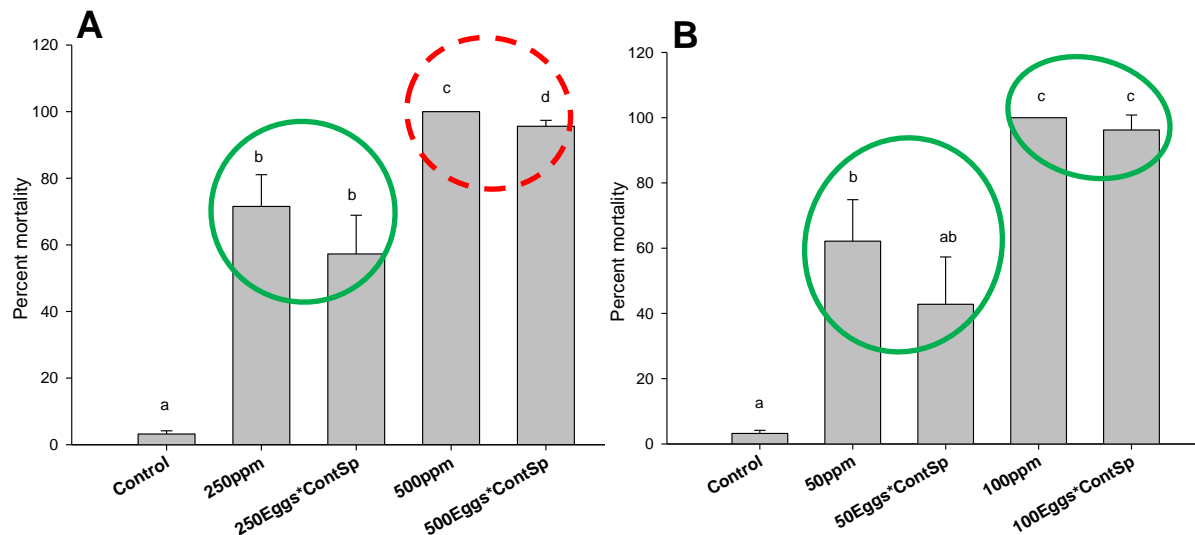 A
Percent mortality
120
100
80
60
40
20
0
a
b
b
c
d
Control
250ppm
250Eggs*ContSp
500ppm
500Eggs*ContSp
B
Percent mortality
120
100
80
60
40
20
0
a
b
ab
c
c
Control
50ppm
50Eggs*ContSp
100ppm
100Eggs*ContSp